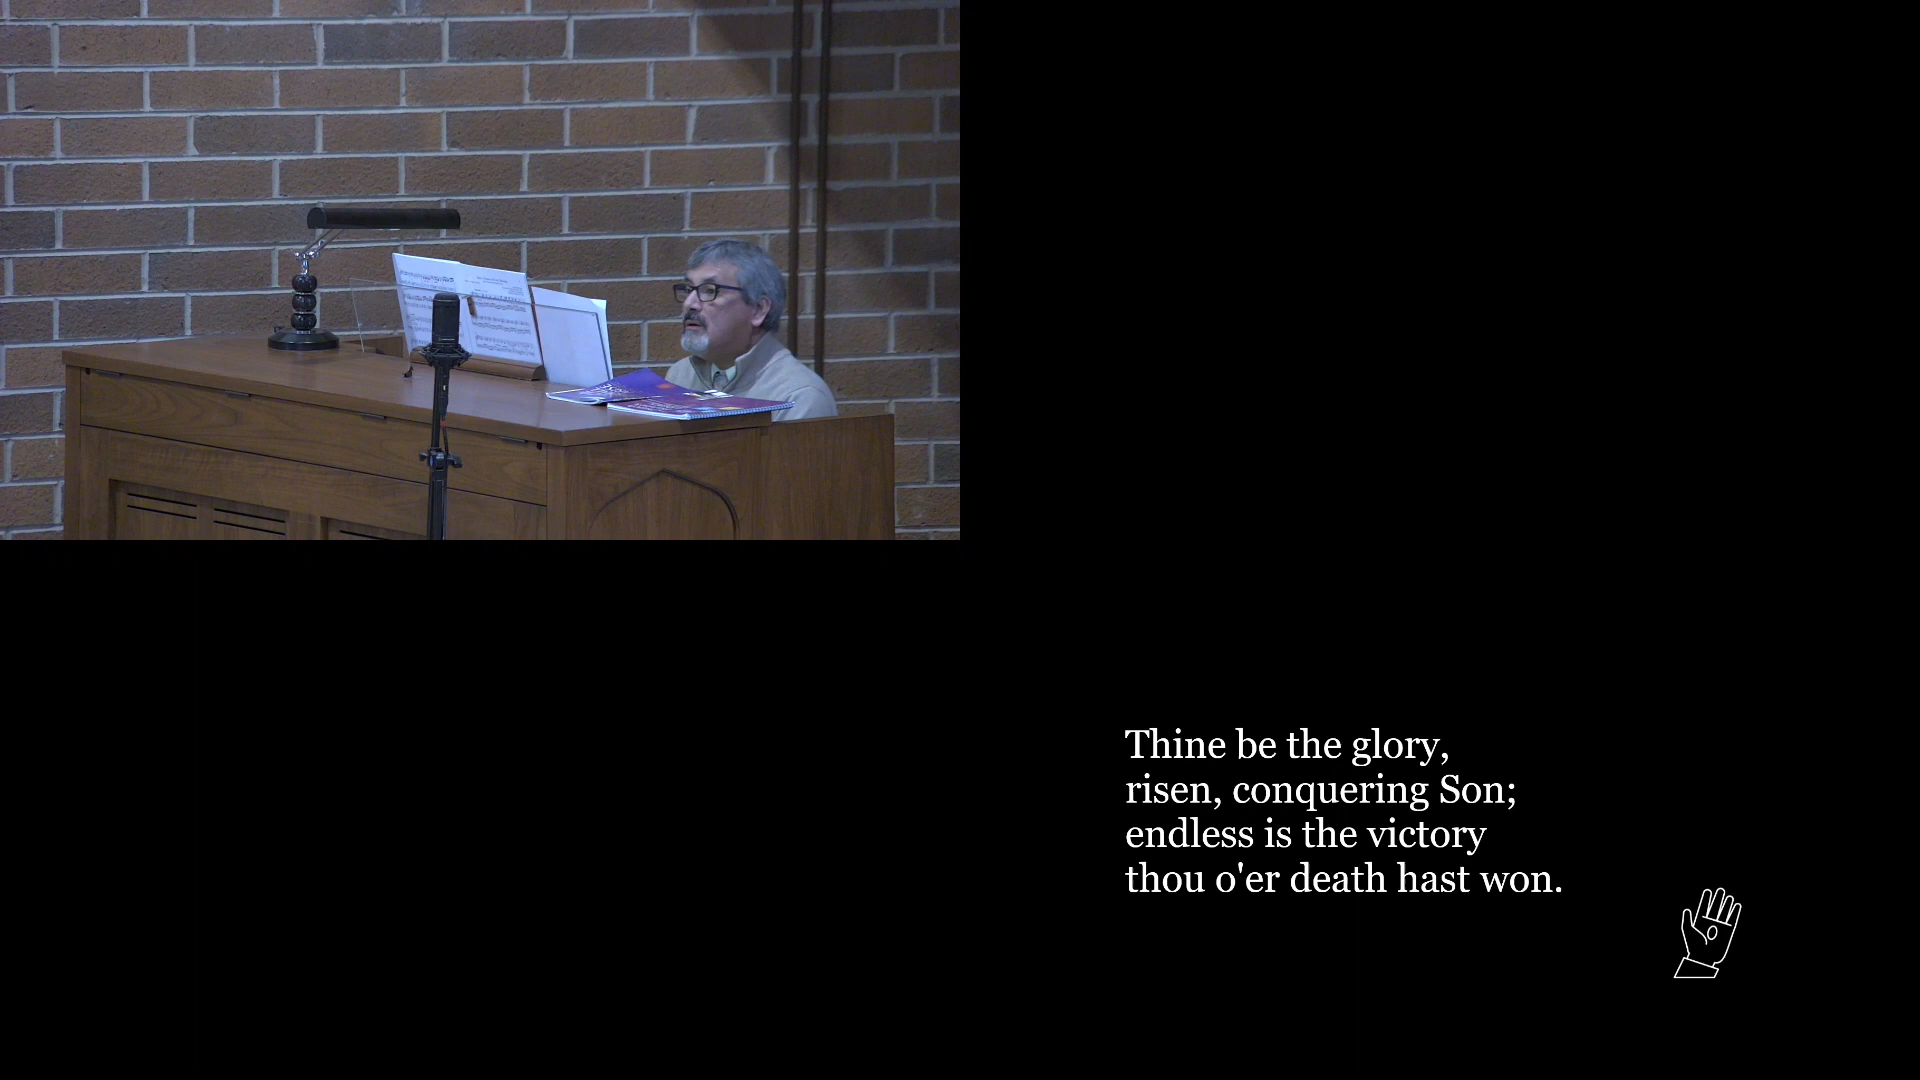 Thine be the glory,
risen, conquering Son;
endless is the victory
thou o'er death hast won.